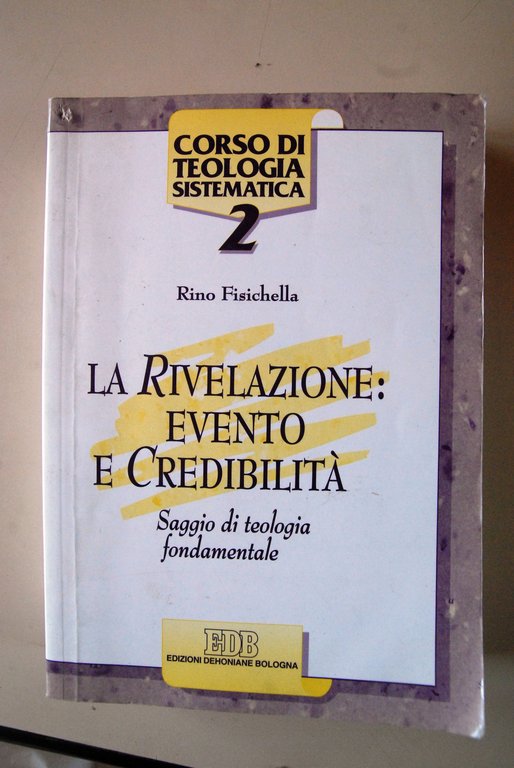 CORSO DI
TEOLOGIA
SISTEMATICA
2
Rino Fisichella
LA RIVELAZIONE:
EVENTO
E CREDIBILITÀ
Saggio di teologia
fondamentale
EDB
EDIZIONI DEHONIANE BOLOGNA